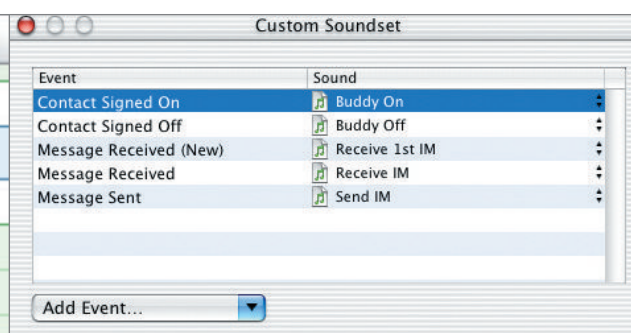 Custom Soundset
Event Sound
Contact Signed On Buddy On
Contact Signed Off Buddy Off
Message Received (New) Receive 1st IM
Message Received Receive IM
Message Sent Send IM
Add Event...